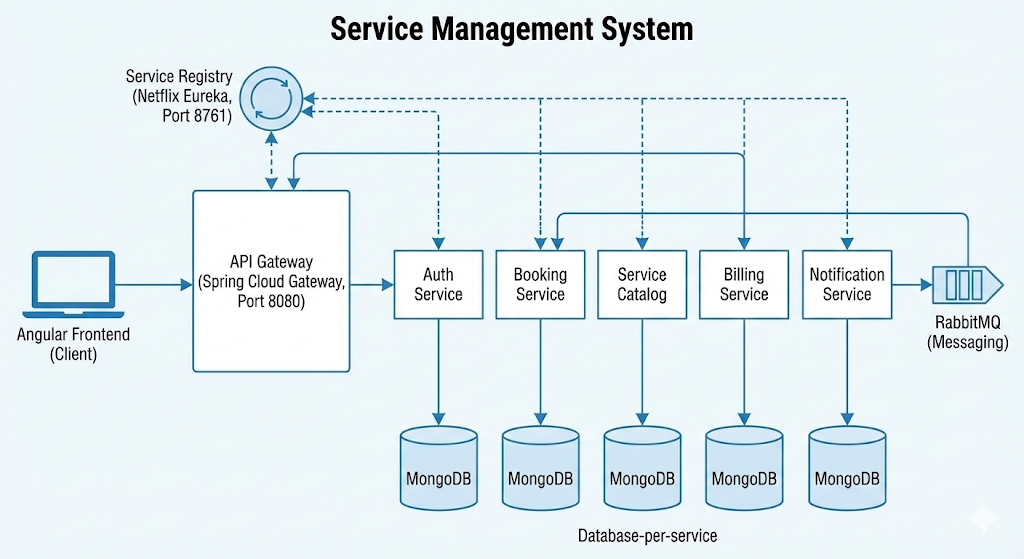 Service Management System
Service Registry
(Netflix Eureka,
Port 8761)
API Gateway
(Spring Cloud Gateway,
Port 8080)
Auth
Service
Booking
Service
Service
Catalog
Billing
Service
Notification
Service
Angular Frontend
(Client)
RabbitMQ
(Messaging)
MongoDB
MongoDB
MongoDB
MongoDB
MongoDB
Database-per-service